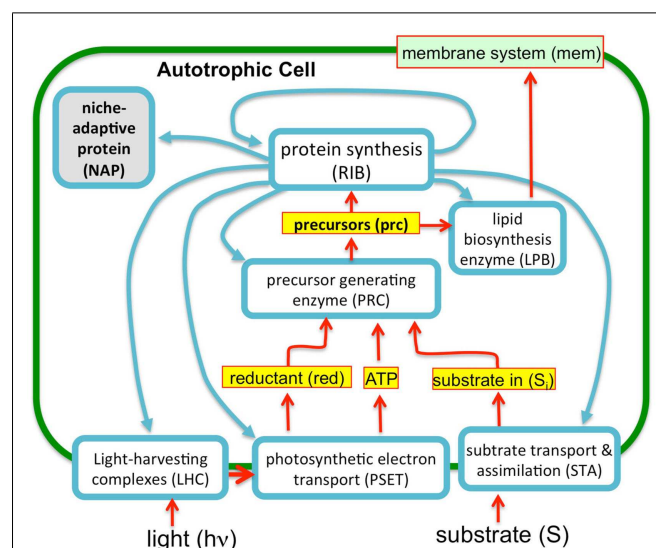 membrane system (mem)
Autotrophic Cell
niche-
adaptive
protein
(NAP)
protein synthesis
(RIB)
precursors (prc)
lipid
biosynthesis
enzyme (LPB)
precursor generating
enzyme (PRC)
reductant (red)
ATP
substrate in (Si)
Light-harvesting
complexes (LHC)
photosynthetic electron
transport (PSET)
subtrate transport &
assimilation (STA)
light (hν)
substrate (S)